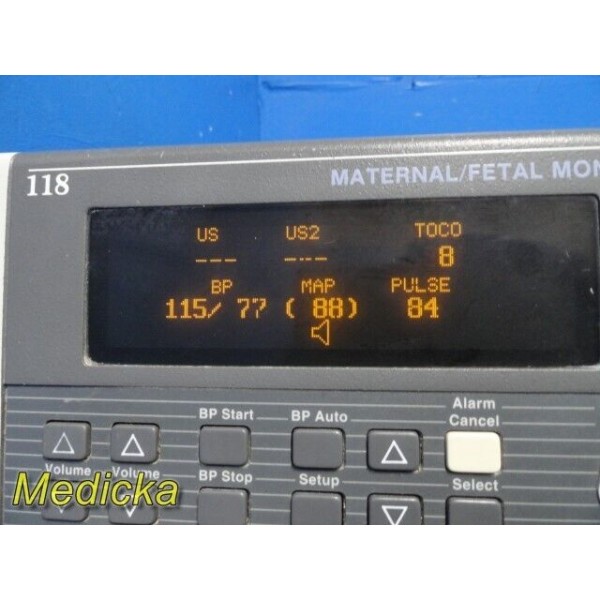 118 MATERNAL/FETAL MON
US US2 TOCO
--- --- 8
BP MAP PULSE
115/ 77 ( 88) 84
Alarm
BP Start BP Auto Cancel
Volume Volume BP Stop Setup Select
Medicka